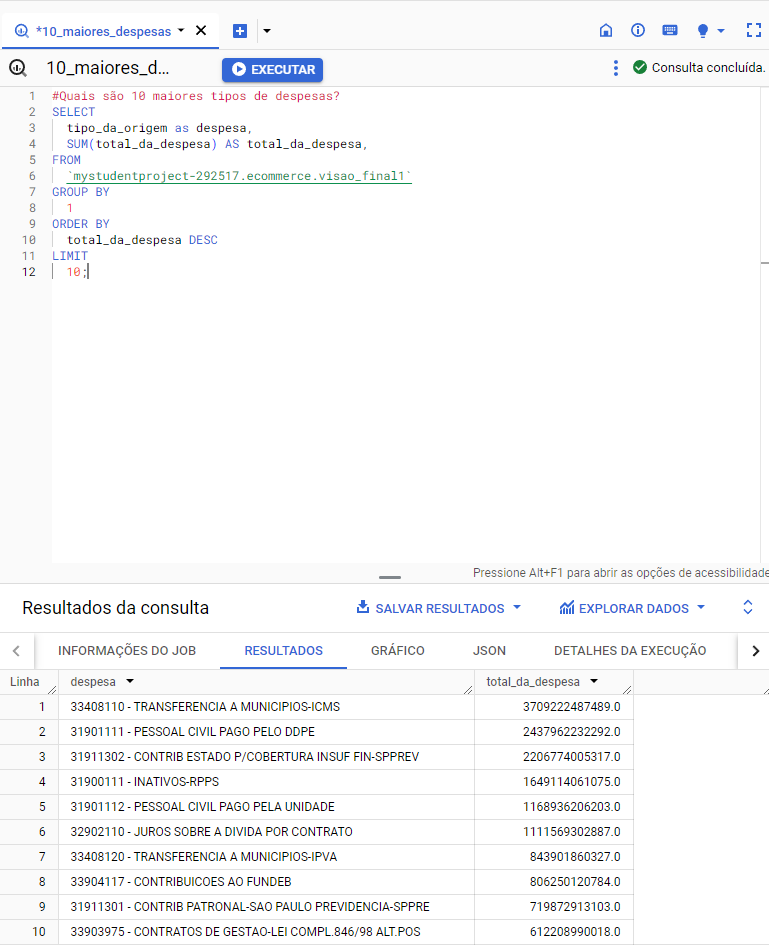 *10_maiores_despesas
10_maiores_d... EXECUTAR Consulta concluída.
1 #Quais são 10 maiores tipos de despesas?
2 SELECT
3 tipo_da_origem as despesa,
4 SUM(total_da_despesa) AS total_da_despesa,
5 FROM
6 `mystudentproject-292517.ecommerce.visao_final1`
7 GROUP BY
8 1
9 ORDER BY
10 total_da_despesa DESC
11 LIMIT
12 10;
Pressione Alt+F1 para abrir as opções de acessibilidade
Resultados da consulta SALVAR RESULTADOS EXPLORAR DADOS
INFORMAÇÕES DO JOB RESULTADOS GRÁFICO JSON DETALHES DA EXECUÇÃO
Linha despesa total_da_despesa
1 33408110 - TRANSFERENCIA A MUNICIPIOS-ICMS 3709222487489.0
2 31901111 - PESSOAL CIVIL PAGO PELO DDPE 2437962232292.0
3 31911302 - CONTRIB ESTADO P/COBERTURA INSUF FIN-SPPREV 2206774005317.0
4 31900111 - INATIVOS-RPPS 1649114061075.0
5 31901112 - PESSOAL CIVIL PAGO PELA UNIDADE 1168936206203.0
6 32902110 - JUROS SOBRE A DIVIDA POR CONTRATO 1111569302887.0
7 33408120 - TRANSFERENCIA A MUNICIPIOS-IPVA 843901860327.0
8 33904117 - CONTRIBUICOES AO FUNDEB 806250120784.0
9 31911301 - CONTRIB PATRONAL-SAO PAULO PREVIDENCIA-SPPRE 719872913103.0
10 33903975 - CONTRATOS DE GESTAO-LEI COMPL.846/98 ALT.POS 612208990018.0